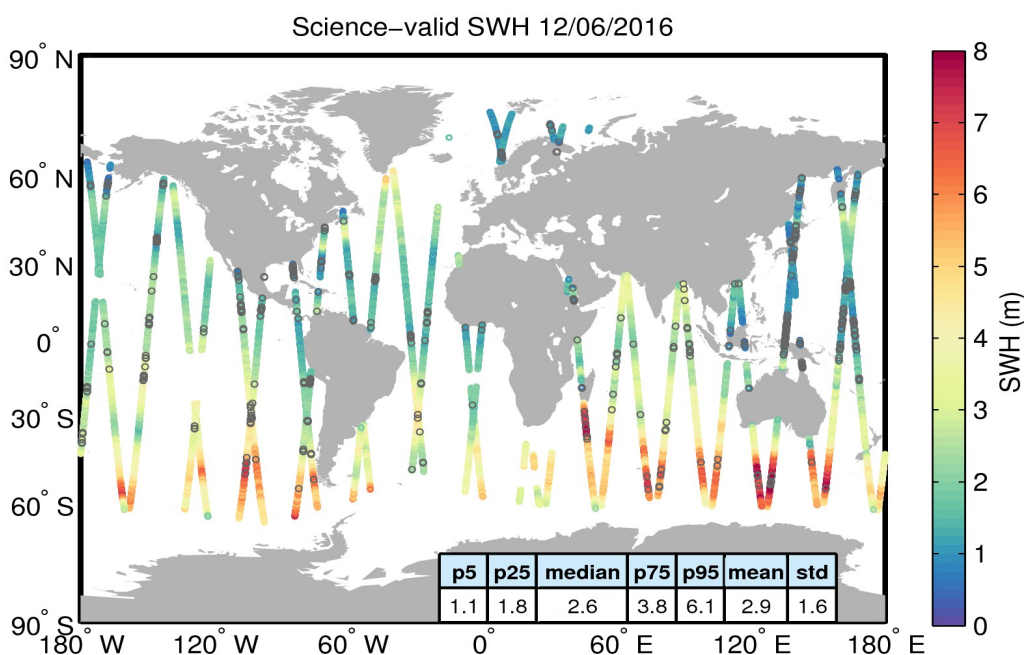 Science−valid SWH 12/06/2016
90° N
60° N
30° N
0°
30° S
60° S
90° S
180° W
120° W
60° W
0°
60° E
120° E
180° E
p5 p25 median p75 p95 mean std
1.1 1.8 2.6 3.8 6.1 2.9 1.6
8
7
6
5
4
3
2
1
0
SWH (m)